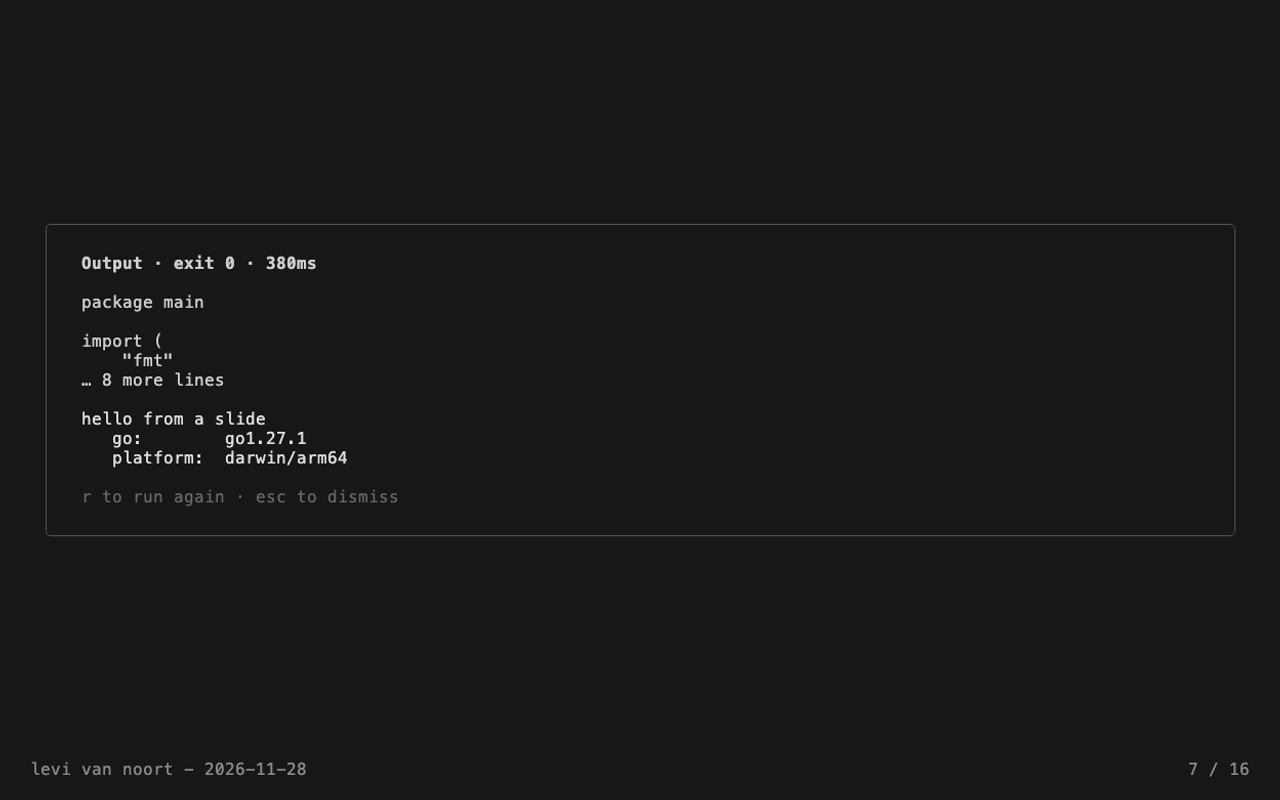 Output · exit 0 · 380ms
package main
import (
    "fmt"
… 8 more lines
hello from a slide
   go:        go1.27.1
   platform:  darwin/arm64
r to run again · esc to dismiss
levi van noort — 2026-11-28
7 / 16